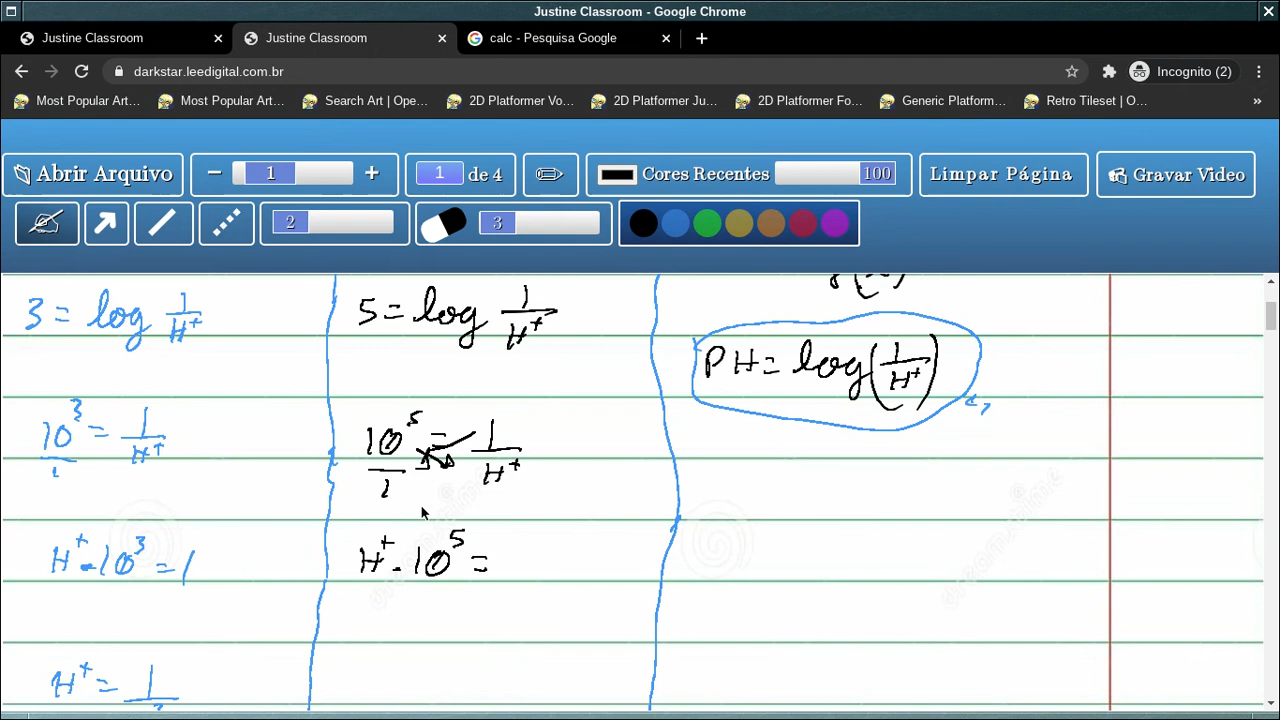 Justine Classroom - Google Chrome
Justine Classroom
Justine Classroom
calc - Pesquisa Google
darkstar.leedigital.com.br
Incognito (2)
Most Popular Art...
Most Popular Art...
Search Art | Ope...
2D Platformer Vo...
2D Platformer Ju...
2D Platformer Fo...
Generic Platform...
Retro Tileset | O...
Abrir Arquivo
− 1 +
1 de 4
Cores Recentes 100
Limpar Página
Gravar Video
2
3
3 = log 1/H⁺
10³/1 = 1/H⁺
H⁺.10³ = 1
H⁺ = 1
5 = log 1/H⁺
10⁵/1 = 1/H⁺
H⁺.10⁵ =
PH = log(1/H⁺)